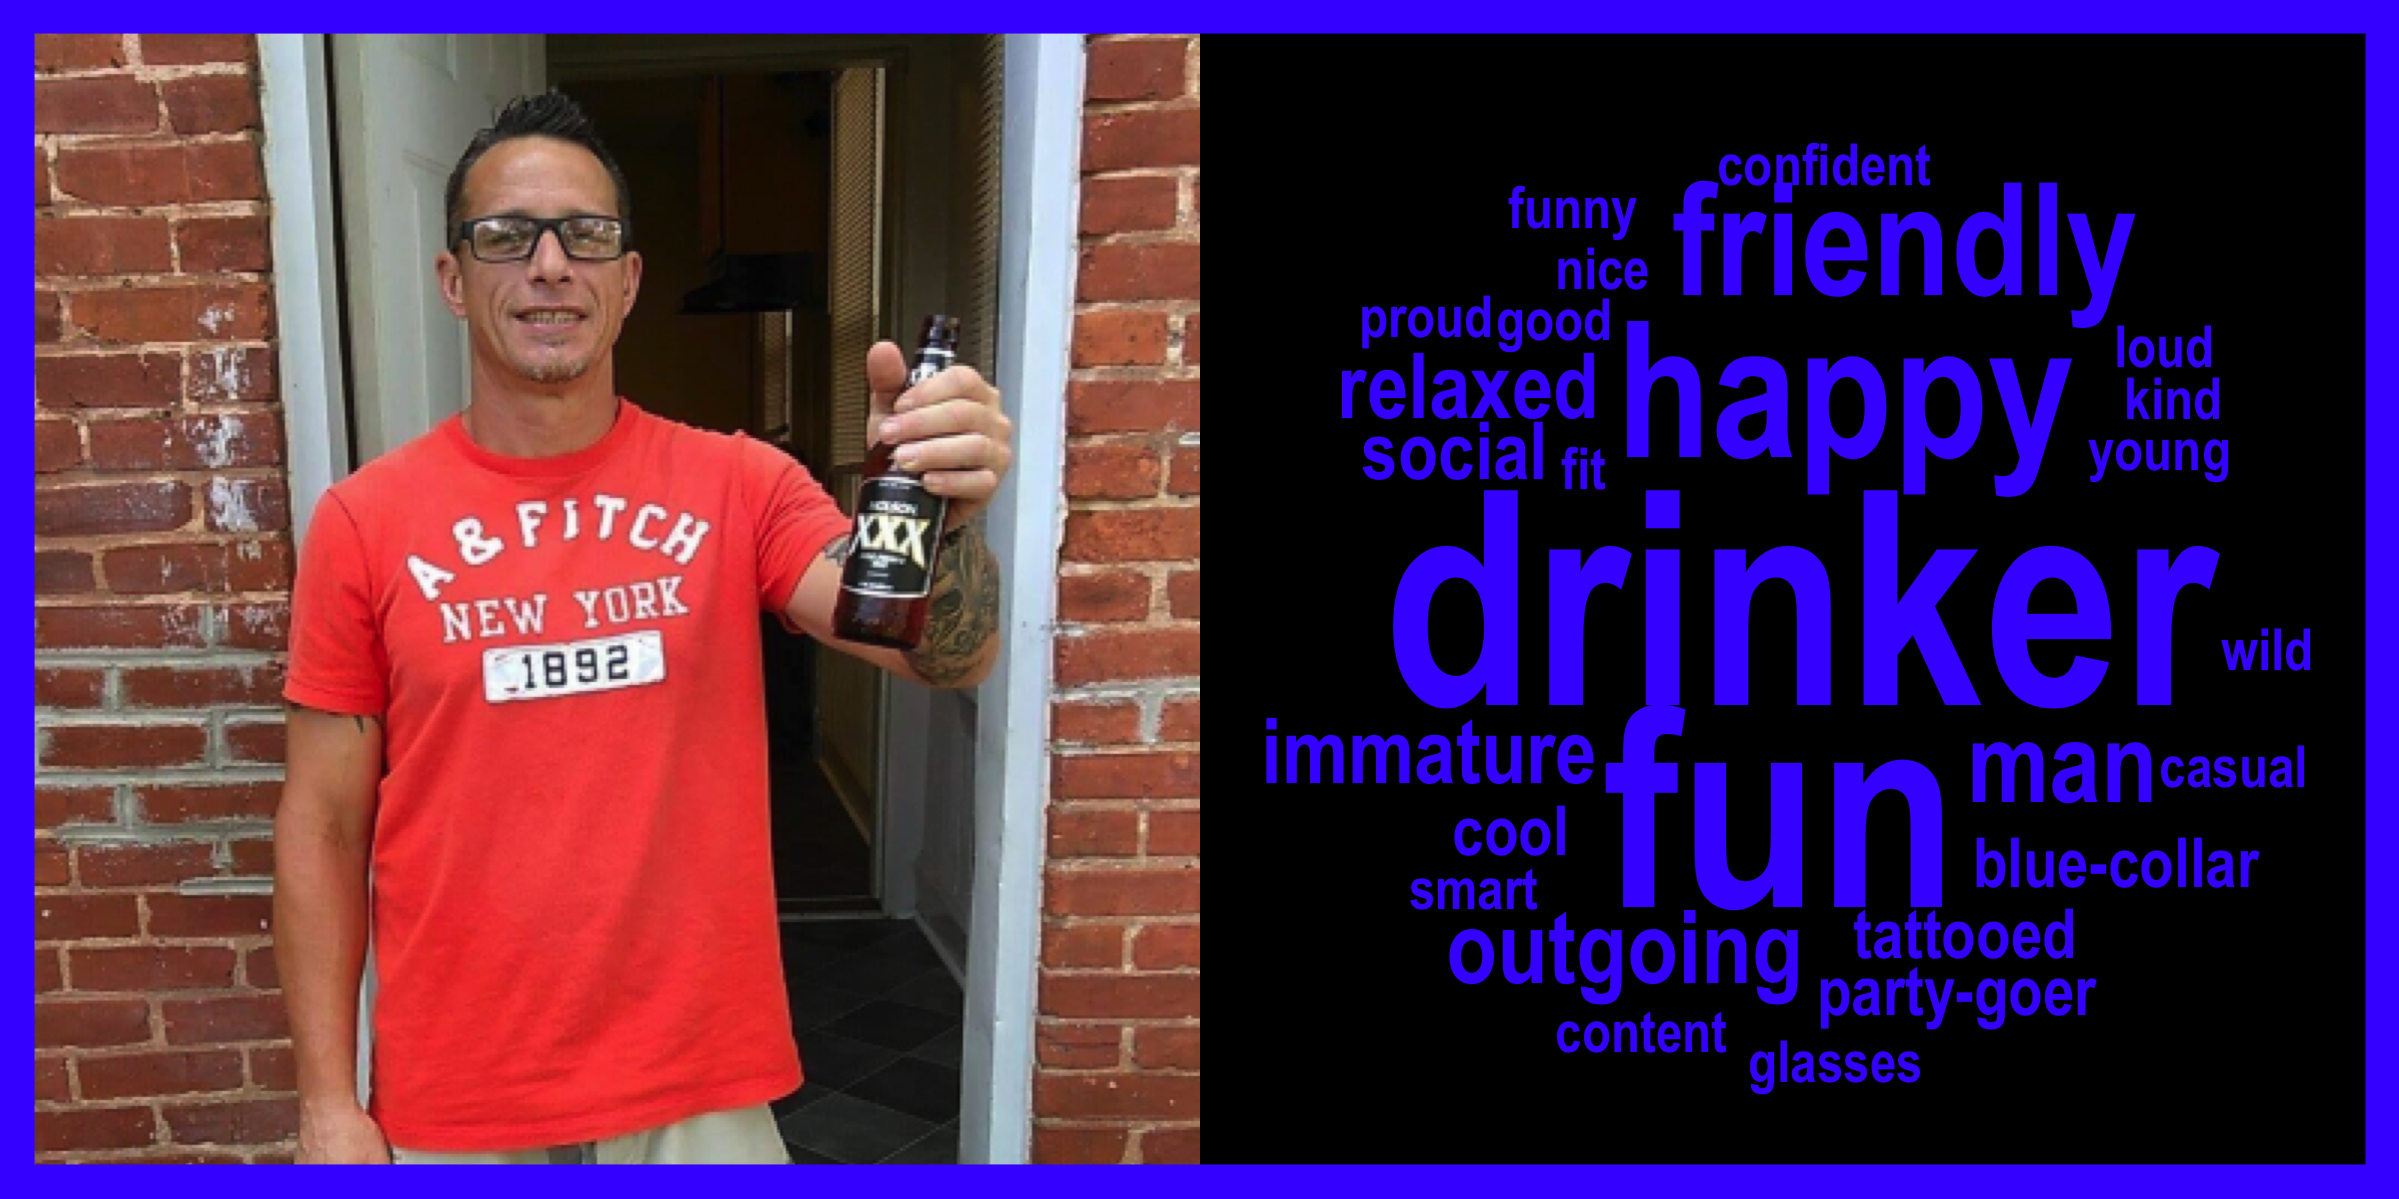 A & FITCH
NEW YORK
1892
MOLSON
XXX
confident
funny
friendly
nice
proud
good
happy
loud
relaxed
kind
social
fit
young
drinker
wild
immature
fun
man
casual
cool
blue-collar
smart
outgoing
tattooed
party-goer
content
glasses